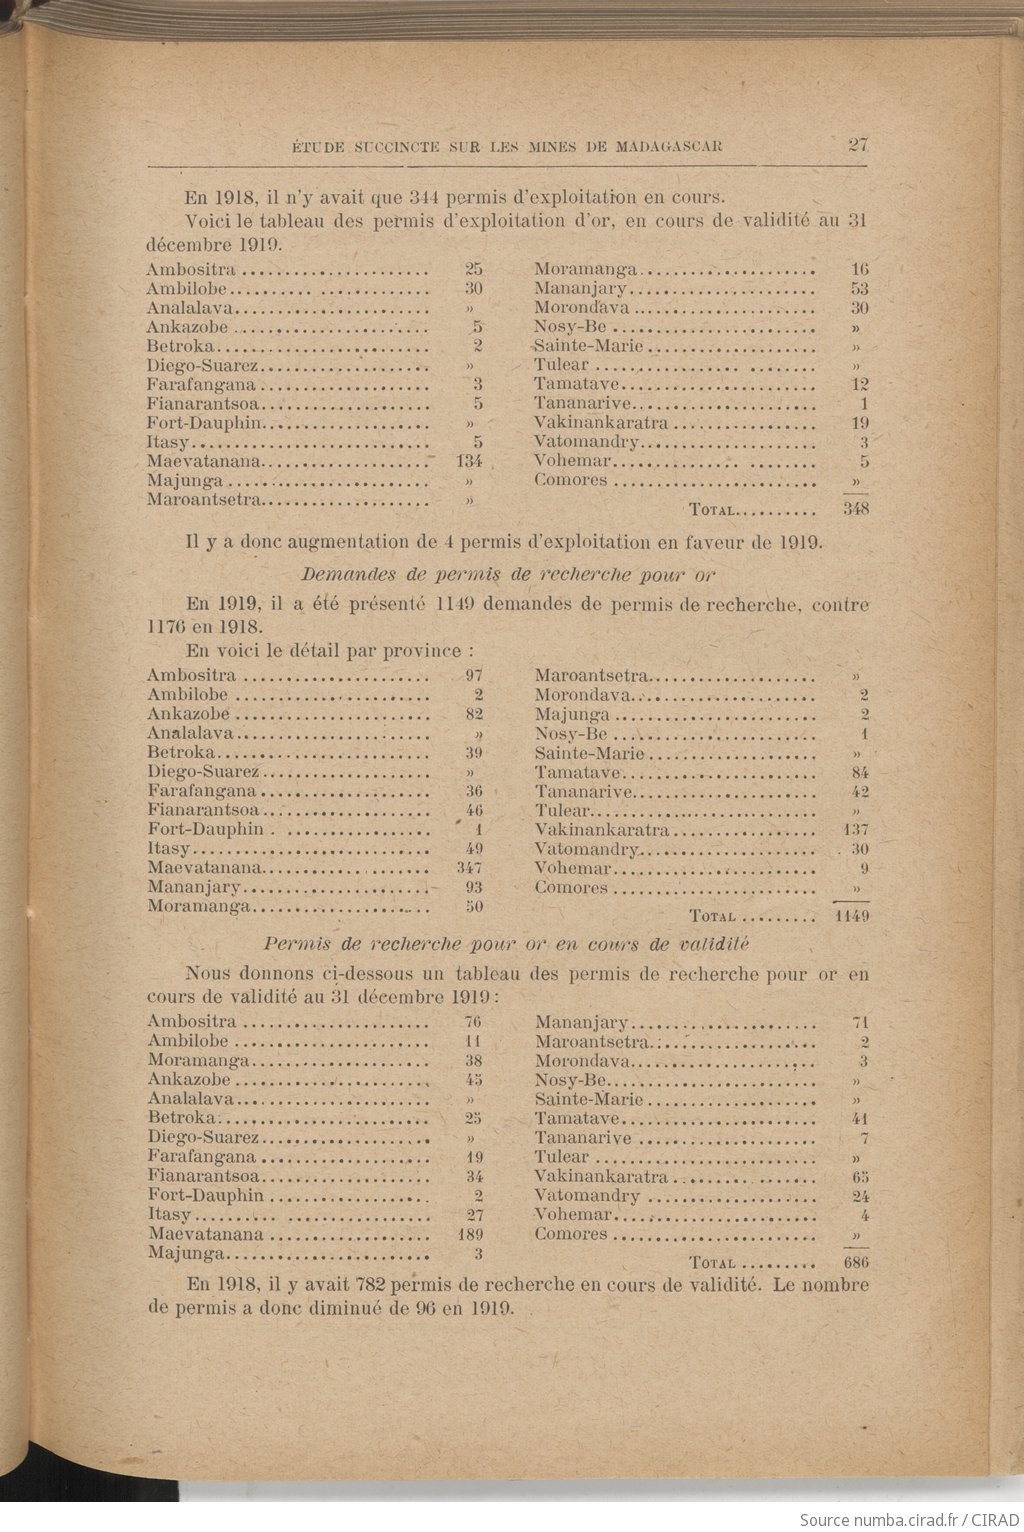 ÉTUDE SUCCINCTE SUR LES MINES DE MADAGASCAR 27
En 1918, il n'y avait que 344 permis d'exploitation en cours.
Voici le tableau des permis d'exploitation d'or, en cours de validité au 31
décembre 1919.
Ambositra ...................... 25
Ambilobe ...................... 30
Analalava ...................... »
Ankazobe ...................... 5
Betroka ...................... 2
Diego-Suarez ...................... »
Farafangana ...................... 3
Fianarantsoa ...................... 5
Fort-Dauphin ...................... »
Itasy ...................... 5
Maevatanana ...................... 134
Majunga ...................... »
Maroantsetra ...................... »
Moramanga ...................... 16
Mananjary ...................... 53
Morondava ...................... 30
Nosy-Be ...................... »
Sainte-Marie ...................... »
Tulear ...................... »
Tamatave ...................... 12
Tananarive ...................... 1
Vakinankaratra ...................... 19
Vatomandry ...................... 3
Vohemar ...................... 5
Comores ...................... »
TOTAL .......... 348
Il y a donc augmentation de 4 permis d'exploitation en faveur de 1919.
Demandes de permis de recherche pour or
En 1919, il a été présenté 1149 demandes de permis de recherche, contre
1176 en 1918.
En voici le détail par province :
Ambositra ...................... 97
Ambilobe ...................... 2
Ankazobe ...................... 82
Analalava ...................... »
Betroka ...................... 39
Diego-Suarez ...................... »
Farafangana ...................... 36
Fianarantsoa ...................... 46
Fort-Dauphin ...................... 1
Itasy ...................... 49
Maevatanana ...................... 347
Mananjary ...................... 93
Moramanga ...................... 50
Maroantsetra ...................... »
Morondava ...................... 2
Majunga ...................... 2
Nosy-Be ...................... 1
Sainte-Marie ...................... »
Tamatave ...................... 84
Tananarive ...................... 42
Tulear ...................... »
Vakinankaratra ...................... 137
Vatomandry ...................... 30
Vohemar ...................... 9
Comores ...................... »
TOTAL ......... 1149
Permis de recherche pour or en cours de validité
Nous donnons ci-dessous un tableau des permis de recherche pour or en
cours de validité au 31 décembre 1919 :
Ambositra ...................... 76
Ambilobe ...................... 11
Moramanga ...................... 38
Ankazobe ...................... 45
Analalava ...................... »
Betroka ...................... 25
Diego-Suarez ...................... »
Farafangana ...................... 19
Fianarantsoa ...................... 34
Fort-Dauphin ...................... 2
Itasy ...................... 27
Maevatanana ...................... 189
Majunga ...................... 3
Mananjary ...................... 71
Maroantsetra ...................... 2
Morondava ...................... 3
Nosy-Be ...................... »
Sainte-Marie ...................... »
Tamatave ...................... 41
Tananarive ...................... 7
Tulear ...................... »
Vakinankaratra ...................... 65
Vatomandry ...................... 24
Vohemar ...................... 4
Comores ...................... »
TOTAL ......... 686
En 1918, il y avait 782 permis de recherche en cours de validité. Le nombre
de permis a donc diminué de 96 en 1919.
Source numba.cirad.fr / CIRAD